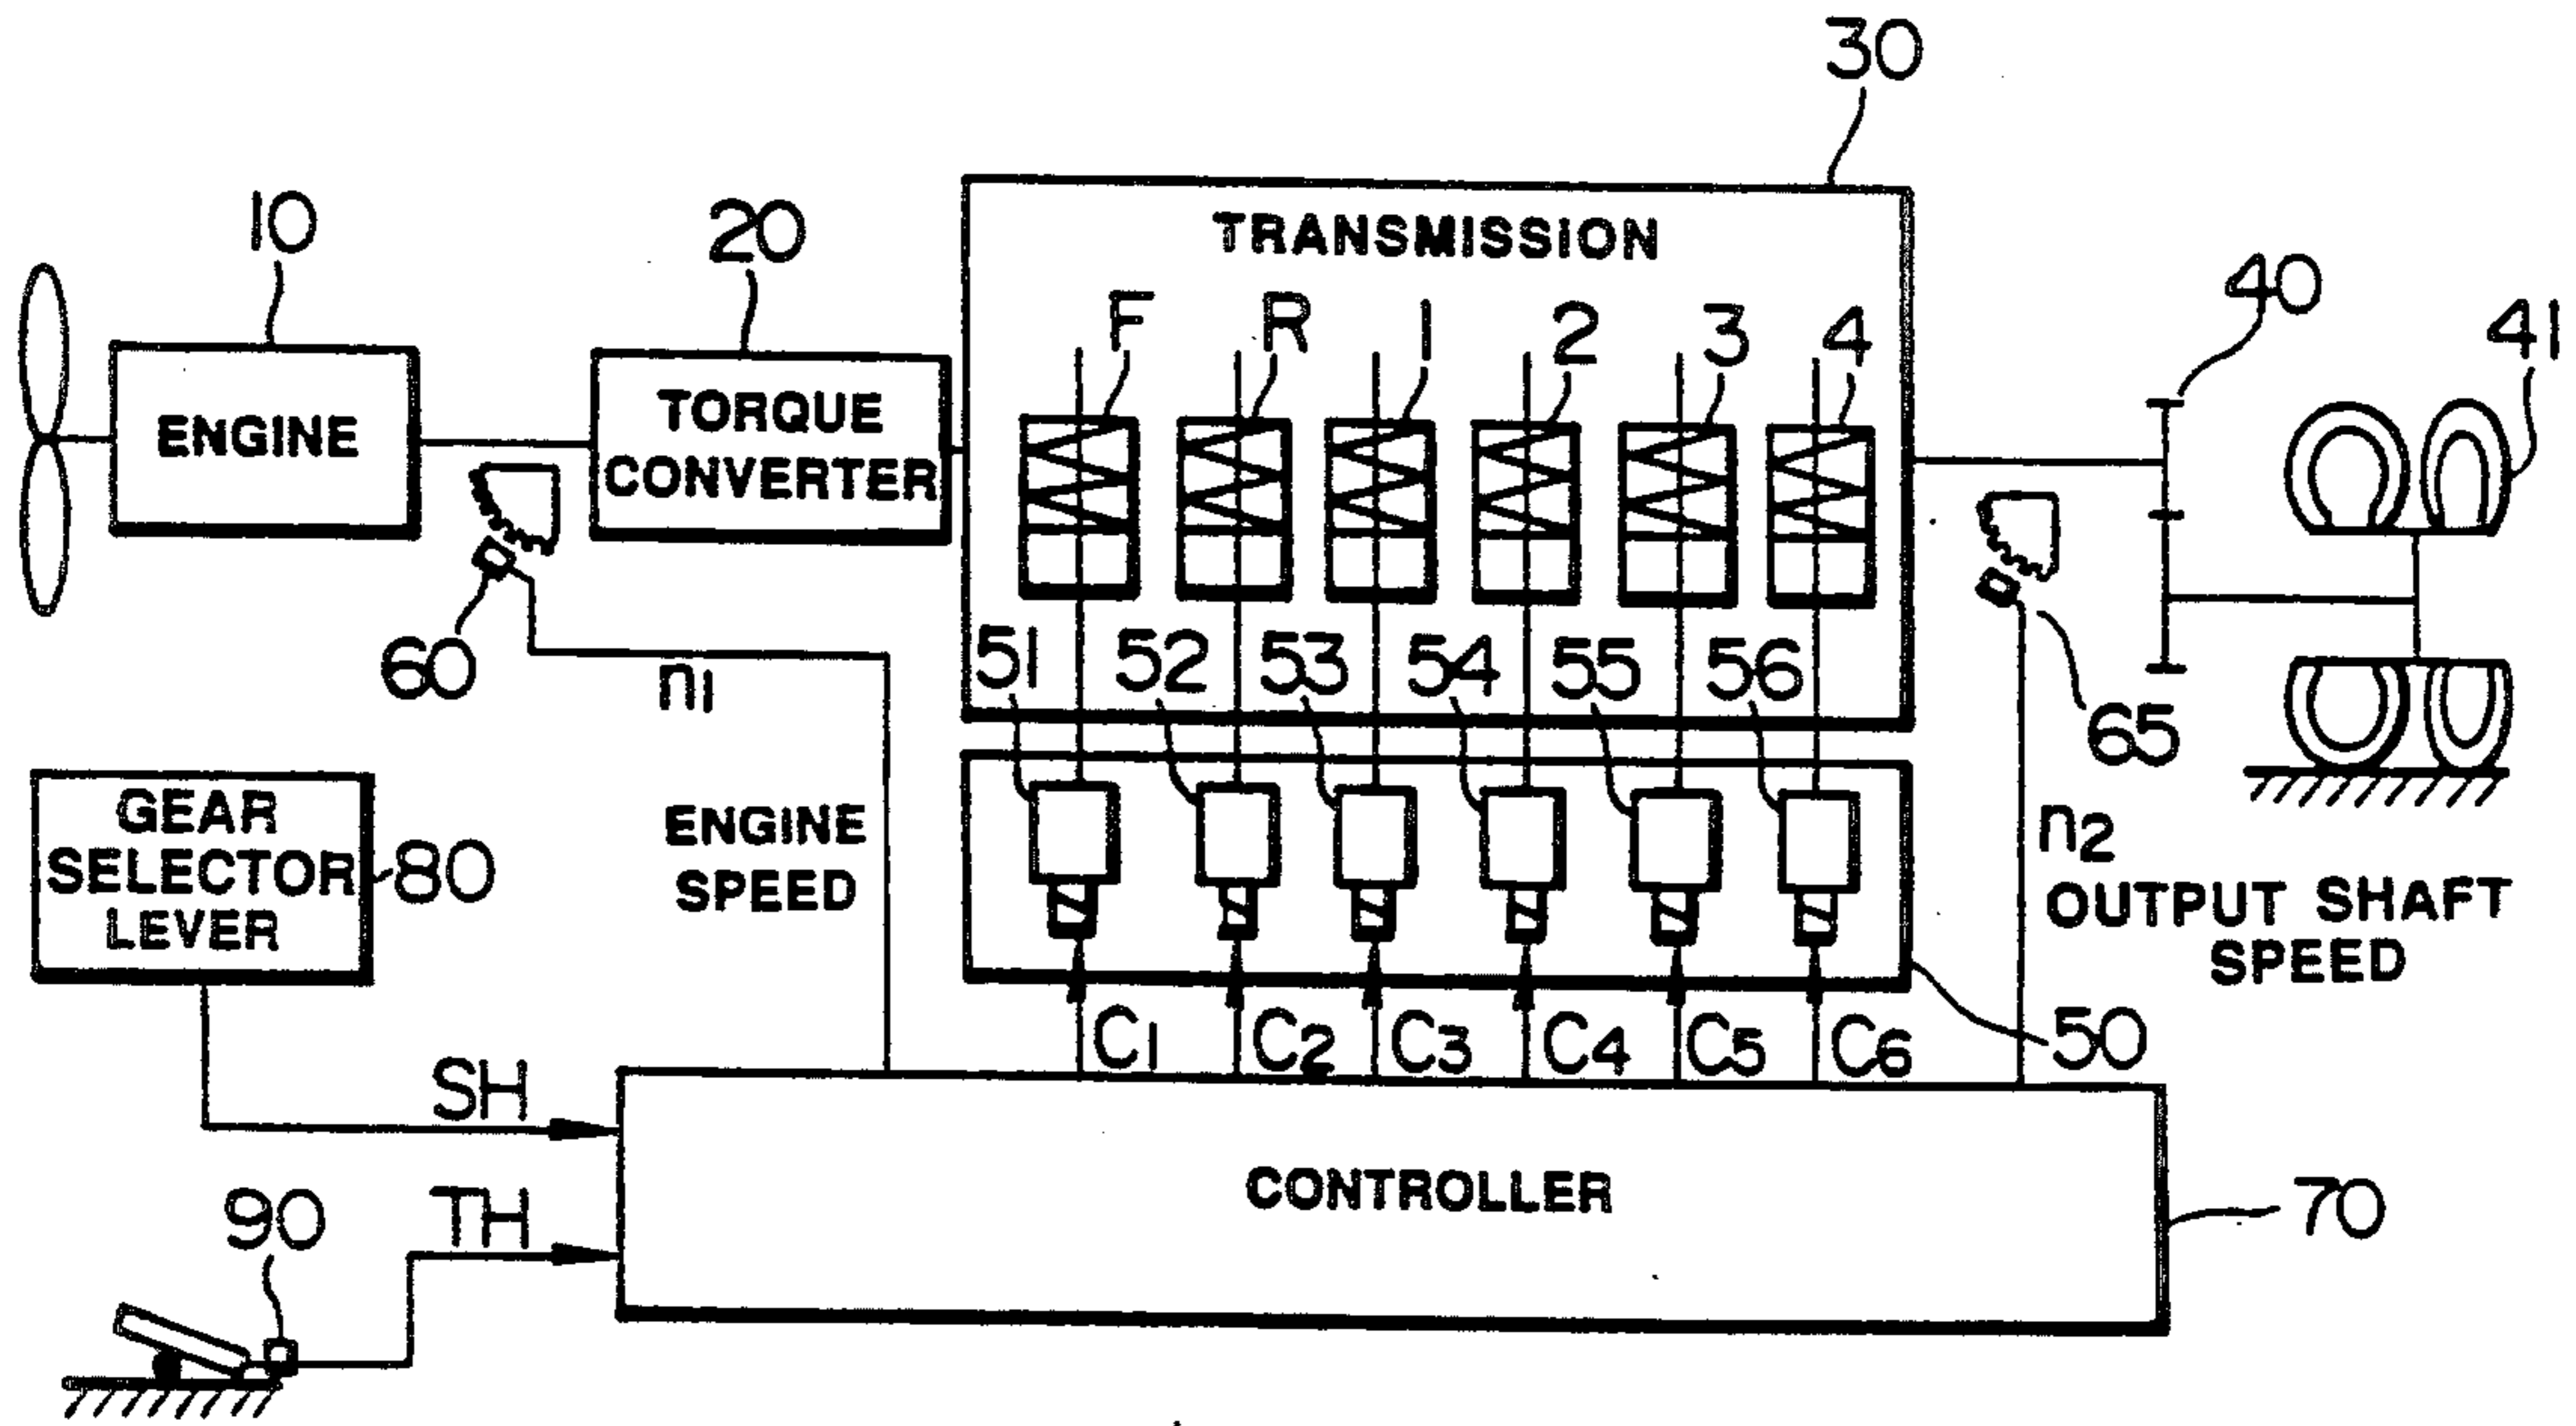 30
10
20
TRANSMISSION
40
41
F R 1 2 3 4
ENGINE
TORQUE
CONVERTER
60
n1
51 52 53 54 55 56
65
GEAR
SELECTOR
LEVER
80
ENGINE
SPEED
n2
OUTPUT SHAFT
SPEED
C1 C2 C3 C4 C5 C6
50
SH
TH
CONTROLLER
70
90